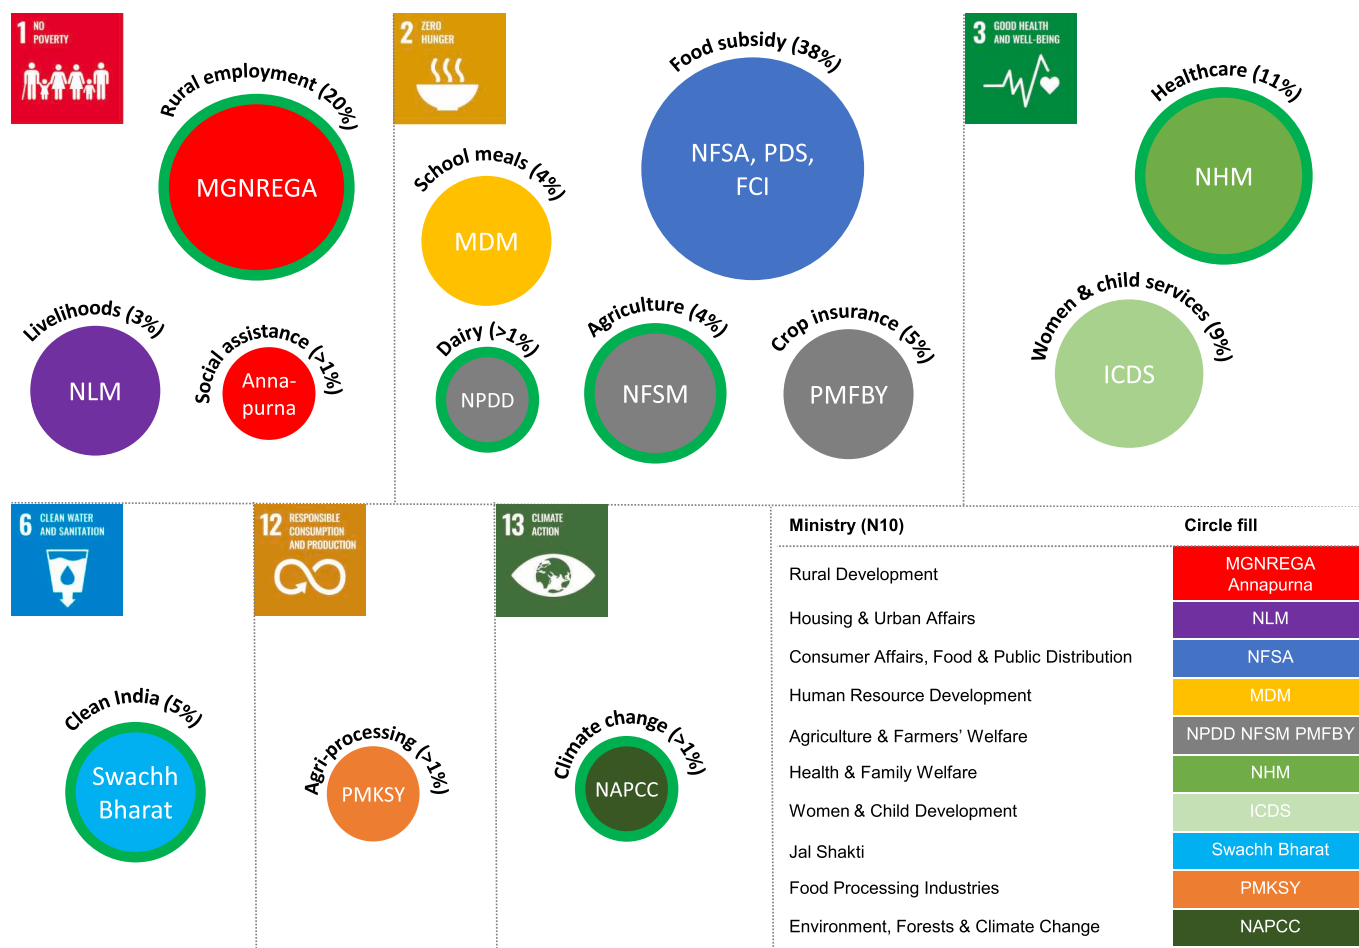 1 NO
POVERTY
Rural employment (20%)
MGNREGA
Livelihoods (3%)
NLM
Social assistance (>1%)
Anna-
purna
2 ZERO
HUNGER
Food subsidy (38%)
NFSA, PDS,
FCI
School meals (4%)
MDM
Dairy (>1%)
NPDD
Agriculture (4%)
NFSM
Crop insurance (5%)
PMFBY
3 GOOD HEALTH
AND WELL-BEING
Healthcare (11%)
NHM
Women & child services (9%)
ICDS
6 CLEAN WATER
AND SANITATION
Clean India (5%)
Swachh
Bharat
12 RESPONSIBLE
CONSUMPTION
AND PRODUCTION
Agri-processing (>1%)
PMKSY
13 CLIMATE
ACTION
Climate change (>1%)
NAPCC
Ministry (N10) Circle fill
Rural Development MGNREGA
Annapurna
Housing & Urban Affairs NLM
Consumer Affairs, Food & Public Distribution NFSA
Human Resource Development MDM
Agriculture & Farmers' Welfare NPDD NFSM PMFBY
Health & Family Welfare NHM
Women & Child Development ICDS
Jal Shakti Swachh Bharat
Food Processing Industries PMKSY
Environment, Forests & Climate Change NAPCC